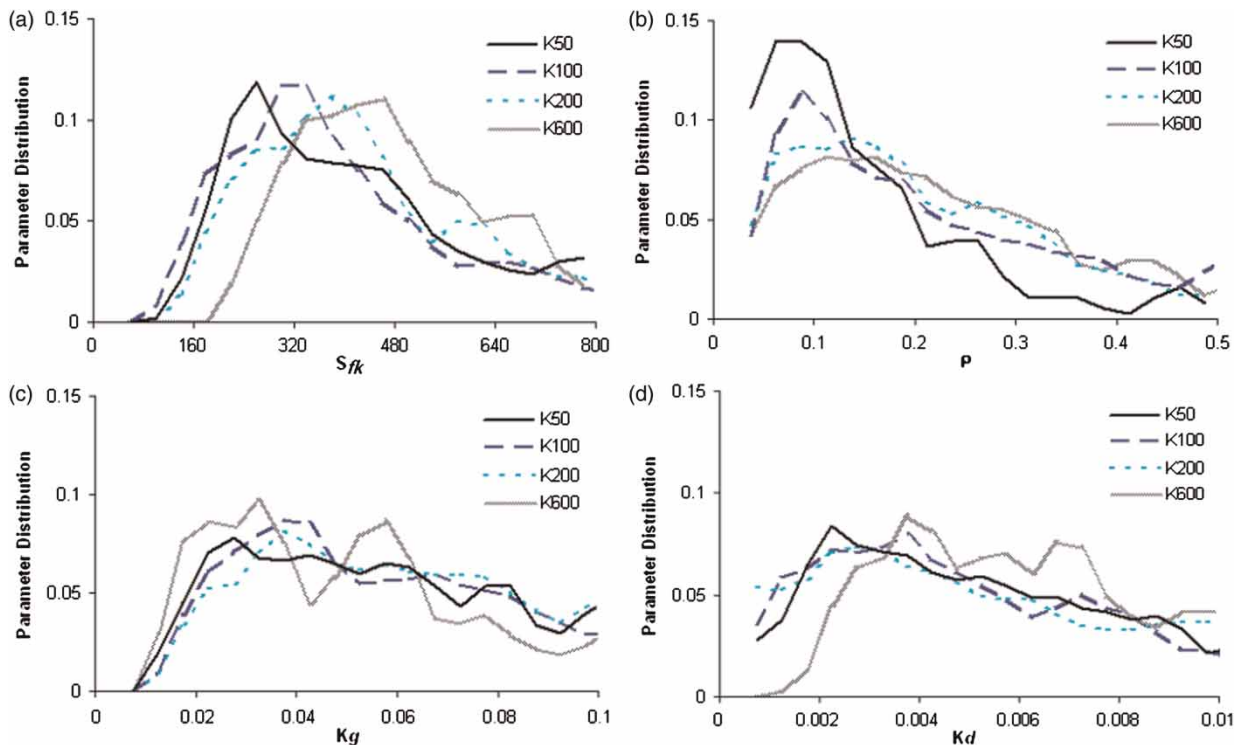 (a)
0.15
0.1
0.05
0
Parameter Distribution
K50
K100
K200
K600
0 160 320 480 640 800
Sfk
(b)
0.15
0.1
0.05
0
Parameter Distribution
K50
K100
K200
K600
0 0.1 0.2 0.3 0.4 0.5
ρ
(c)
0.15
0.1
0.05
0
Parameter Distribution
K50
K100
K200
K600
0 0.02 0.04 0.06 0.08 0.1
Kg
(d)
0.15
0.1
0.05
0
Parameter Distribution
K50
K100
K200
K600
0 0.002 0.004 0.006 0.008 0.01
Kd